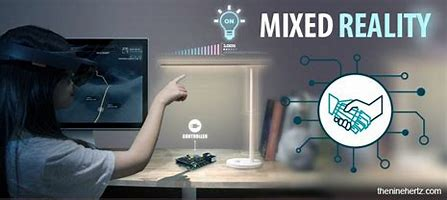 MIXED REALITY
ON
CONTROLLER
theninehertz.com